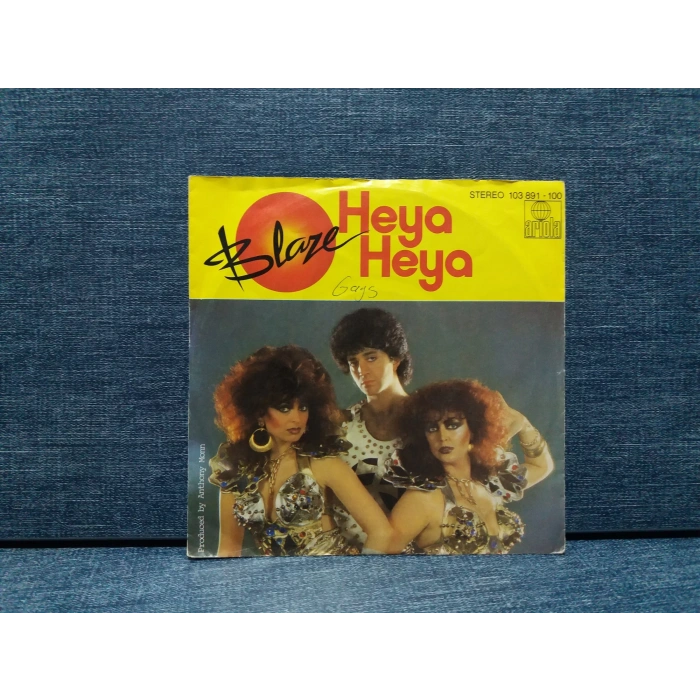 STEREO 103 891 - 100
ariola
Blaze
Heya
Heya
Gays
Produced by Anthony Monn